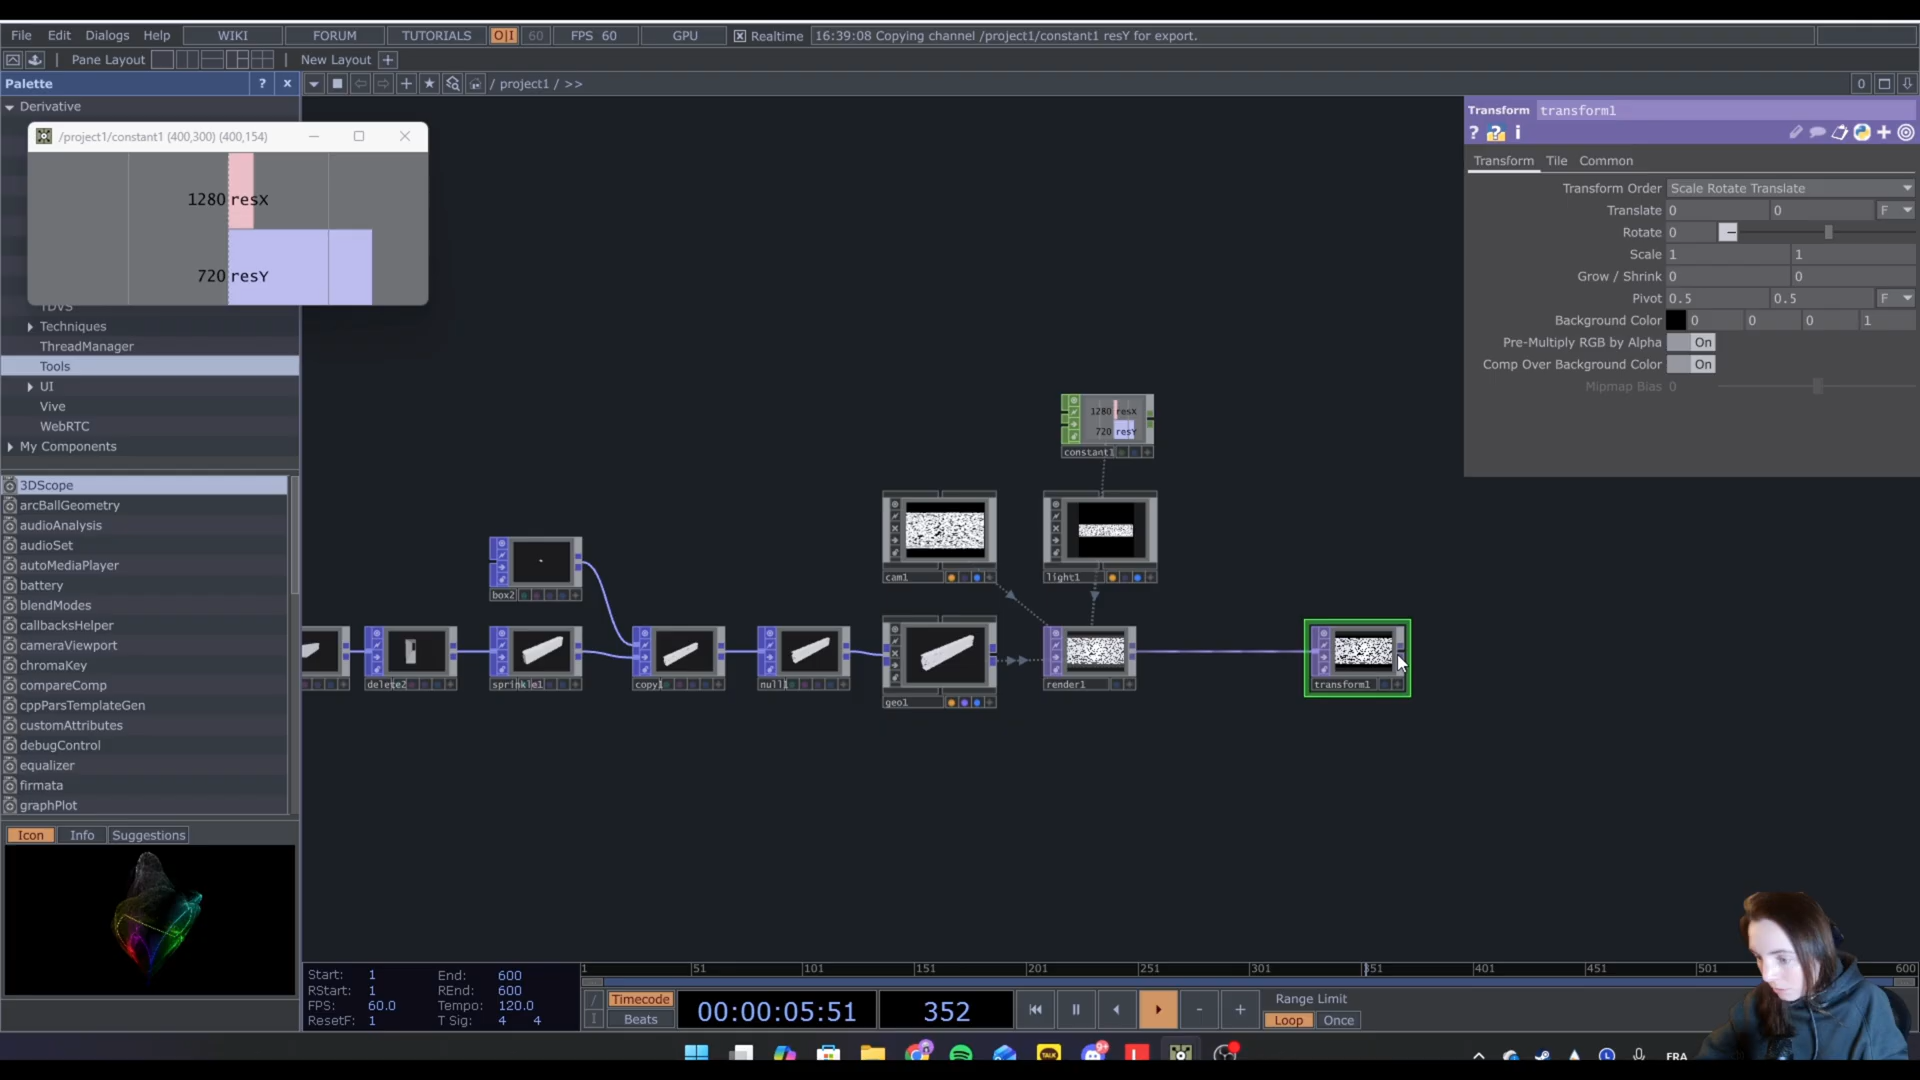 File Edit Dialogs Help WIKI FORUM TUTORIALS O|I 60 FPS 60 GPU Realtime 16:39:08 Copying channel /project1/constant1 resY for export.
Pane Layout New Layout +
Palette ? x / project1 / >> 0
Derivative
/project1/constant1 (400,300) (400,154)
1280 resX
720 resY
TDVS
Techniques
ThreadManager
Tools
UI
Vive
WebRTC
My Components
3DScope
arcBallGeometry
audioAnalysis
audioSet
autoMediaPlayer
battery
blendModes
callbacksHelper
cameraViewport
chromaKey
compareComp
cppParsTemplateGen
customAttributes
debugControl
equalizer
firmata
graphPlot
Icon Info Suggestions
Transform transform1
? i
Transform Tile Common
Transform Order Scale Rotate Translate
Translate 0 0 F
Rotate 0
Scale 1 1
Grow / Shrink 0 0
Pivot 0.5 0.5 F
Background Color 0 0 0 1
Pre-Multiply RGB by Alpha On
Comp Over Background Color On
Mipmap Bias 0
1280 resX
720 resY
constant1
cam1 light1
box2
delete2 sprinkle1 copy1 null1 render1 transform1
geo1
1 51 101 151 201 251 301 351 401 451 501 600
Start: 1 End: 600
RStart: 1 REnd: 600
FPS: 60.0 Tempo: 120.0
ResetF: 1 T Sig: 4 4
Timecode 00:00:05:51 352 - + Range Limit
Beats Loop Once
TALK 9+ L FRA